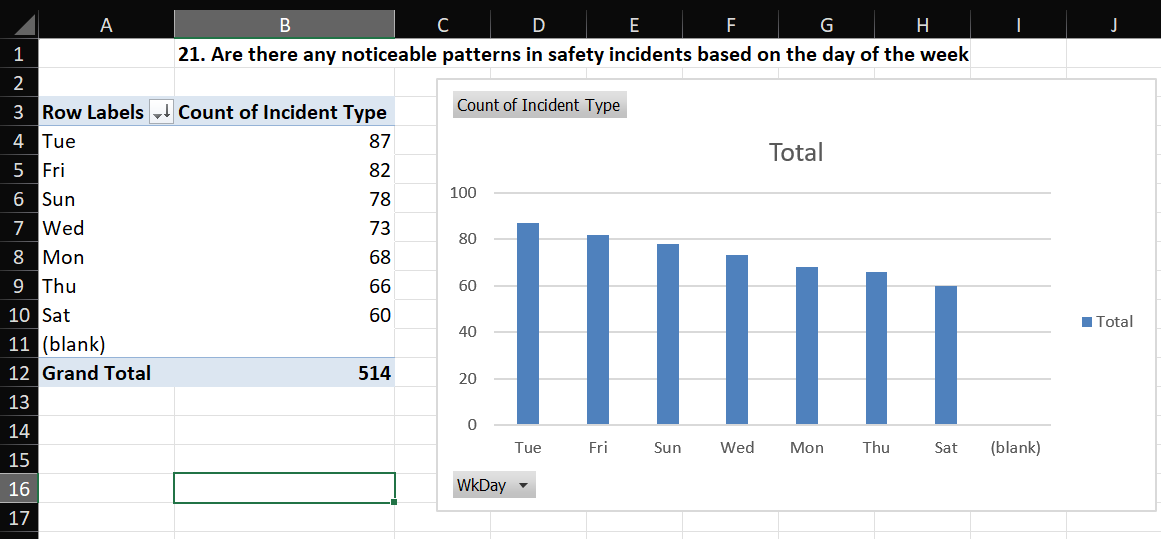 A B C D E F G H I J
1 21. Are there any noticeable patterns in safety incidents based on the day of the week
2
3 Row Labels Count of Incident Type
4 Tue 87
5 Fri 82
6 Sun 78
7 Wed 73
8 Mon 68
9 Thu 66
10 Sat 60
11 (blank)
12 Grand Total 514
13
14
15
16
17
Count of Incident Type
Total
100
80
60
40
20
0
Tue Fri Sun Wed Mon Thu Sat (blank)
Total
WkDay